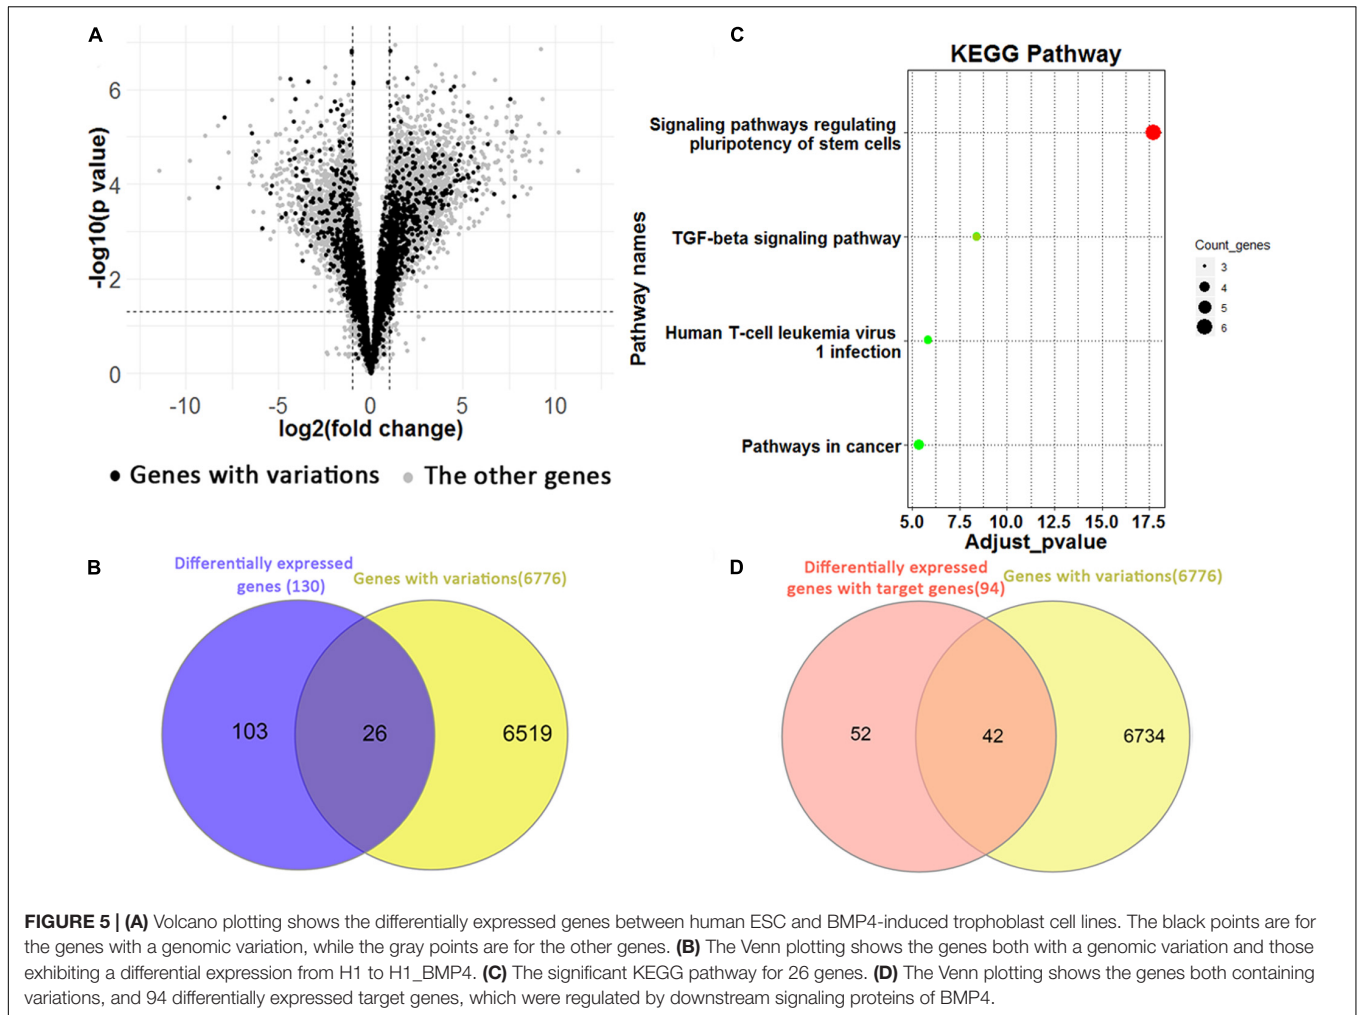 A
-log10(p value)
6
4
-2
0
-10
-5
0
5
10
log2(fold change)
Genes with variations
The other genes
C
KEGG Pathway
Pathway names
Signaling pathways regulating
pluripotency of stem cells
TGF-beta signaling pathway
Human T-cell leukemia virus
1 infection
Pathways in cancer
5.0
7.5
10.0
12.5
15.0
17.5
Adjust_pvalue
Count_genes
3
4
5
6
B
Differentially expressed
genes (130)
Genes with variations(6776)
103
26
6519
D
Differentially expressed
genes with target genes(94)
Genes with variations(6776)
52
42
6734
FIGURE 5 | (A) Volcano plotting shows the differentially expressed genes between human ESC and BMP4-induced trophoblast cell lines. The black points are for
the genes with a genomic variation, while the gray points are for the other genes. (B) The Venn plotting shows the genes both with a genomic variation and those
exhibiting a differential expression from H1 to H1_BMP4. (C) The significant KEGG pathway for 26 genes. (D) The Venn plotting shows the genes both containing
variations, and 94 differentially expressed target genes, which were regulated by downstream signaling proteins of BMP4.